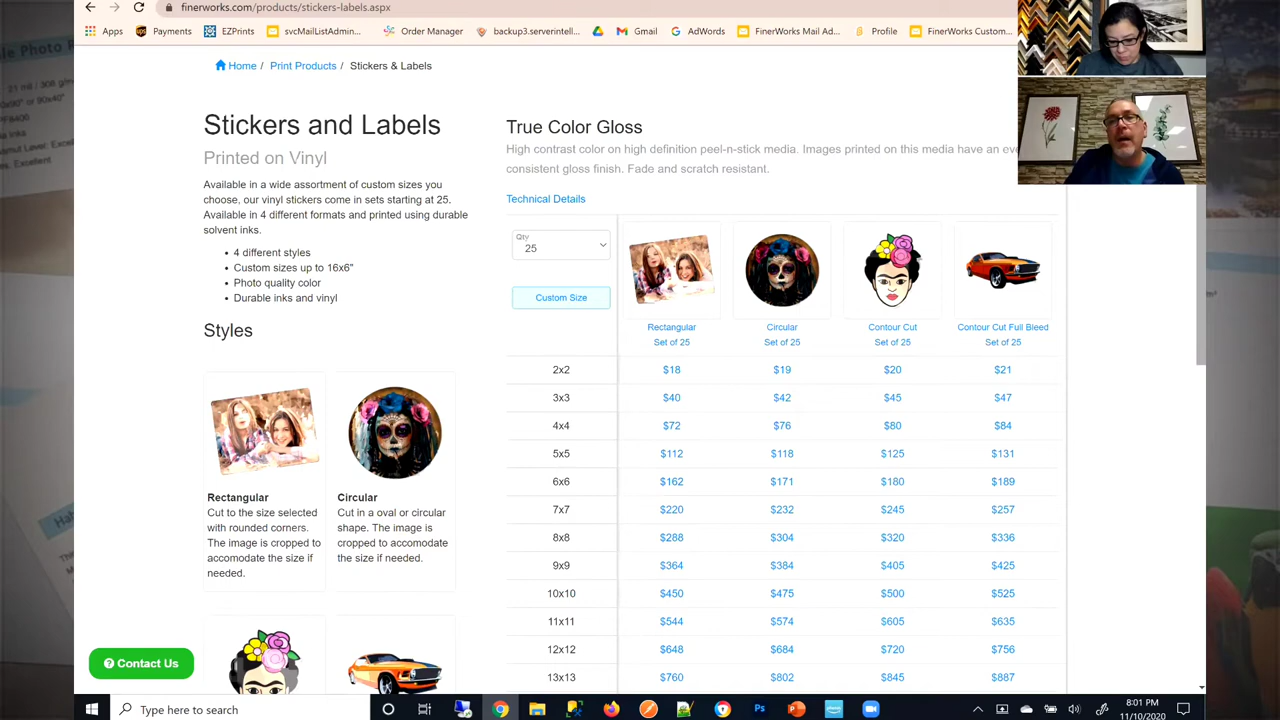 finerworks.com/products/stickers-labels.aspx
Apps Payments EZPrints svcMailListAdmin... Order Manager backup3.serverintell... Gmail AdWords FinerWorks Mail Ad... Profile FinerWorks Custom...
Home / Print Products / Stickers & Labels
Stickers and Labels
Printed on Vinyl
Available in a wide assortment of custom sizes you
choose, our vinyl stickers come in sets starting at 25.
Available in 4 different formats and printed using durable
solvent inks.
4 different styles
Custom sizes up to 16x6"
Photo quality color
Durable inks and vinyl
Styles
Rectangular
Cut to the size selected
with rounded corners.
The image is cropped to
accomodate the size if
needed.
Circular
Cut in a oval or circular
shape. The image is
cropped to accomodate
the size if needed.
True Color Gloss
High contrast color on high definition peel-n-stick media. Images printed on this media have an
consistent gloss finish. Fade and scratch resistant.
Technical Details
Qty
25
Custom Size
Rectangular Circular Contour Cut Contour Cut Full Bleed
Set of 25 Set of 25 Set of 25 Set of 25
2x2 $18 $19 $20 $21
3x3 $40 $42 $45 $47
4x4 $72 $76 $80 $84
5x5 $112 $118 $125 $131
6x6 $162 $171 $180 $189
7x7 $220 $232 $245 $257
8x8 $288 $304 $320 $336
9x9 $364 $384 $405 $425
10x10 $450 $475 $500 $525
11x11 $544 $574 $605 $635
12x12 $648 $684 $720 $756
13x13 $760 $802 $845 $887
Contact Us
Type here to search
8:01 PM
11/10/2020